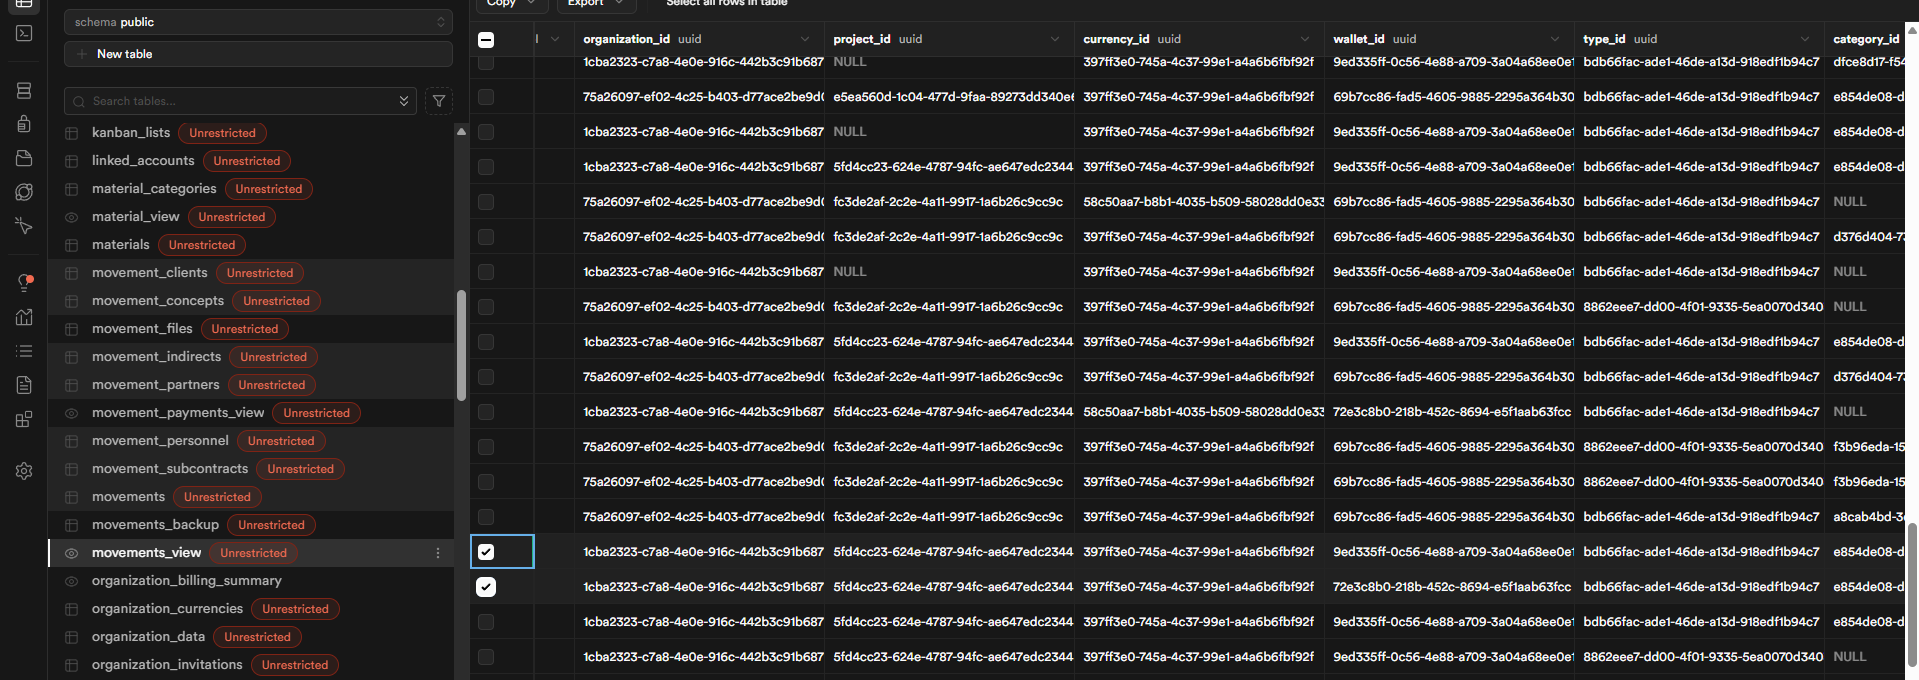 Copy Export Select all rows in table
schema public
New table
Search tables...
kanban_lists Unrestricted
linked_accounts Unrestricted
material_categories Unrestricted
material_view Unrestricted
materials Unrestricted
movement_clients Unrestricted
movement_concepts Unrestricted
movement_files Unrestricted
movement_indirects Unrestricted
movement_partners Unrestricted
movement_payments_view Unrestricted
movement_personnel Unrestricted
movement_subcontracts Unrestricted
movements Unrestricted
movements_backup Unrestricted
movements_view Unrestricted
organization_billing_summary
organization_currencies Unrestricted
organization_data Unrestricted
organization_invitations Unrestricted
organization_id uuid project_id uuid currency_id uuid wallet_id uuid type_id uuid category_id
1cba2323-c7a8-4e0e-916c-442b3c91b687 NULL 397ff3e0-745a-4c37-99e1-a4a6b6fbf92f 9ed335ff-0c56-4e88-a709-3a04a68ee0e1 bdb66fac-ade1-46de-a13d-918edf1b94c7 dfce8d17-f54
75a26097-ef02-4c25-b403-d77ace2be9d0 e5ea560d-1c04-477d-9faa-89273dd340e6 397ff3e0-745a-4c37-99e1-a4a6b6fbf92f 69b7cc86-fad5-4605-9885-2295a364b30 bdb66fac-ade1-46de-a13d-918edf1b94c7 e854de08-d
1cba2323-c7a8-4e0e-916c-442b3c91b687 NULL 397ff3e0-745a-4c37-99e1-a4a6b6fbf92f 9ed335ff-0c56-4e88-a709-3a04a68ee0e1 bdb66fac-ade1-46de-a13d-918edf1b94c7 e854de08-d
1cba2323-c7a8-4e0e-916c-442b3c91b687 5fd4cc23-624e-4787-94fc-ae647edc2344 397ff3e0-745a-4c37-99e1-a4a6b6fbf92f 9ed335ff-0c56-4e88-a709-3a04a68ee0e1 bdb66fac-ade1-46de-a13d-918edf1b94c7 e854de08-d
75a26097-ef02-4c25-b403-d77ace2be9d0 fc3de2af-2c2e-4a11-9917-1a6b26c9cc9c 58c50aa7-b8b1-4035-b509-58028dd0e33 69b7cc86-fad5-4605-9885-2295a364b30 bdb66fac-ade1-46de-a13d-918edf1b94c7 NULL
75a26097-ef02-4c25-b403-d77ace2be9d0 fc3de2af-2c2e-4a11-9917-1a6b26c9cc9c 397ff3e0-745a-4c37-99e1-a4a6b6fbf92f 69b7cc86-fad5-4605-9885-2295a364b30 bdb66fac-ade1-46de-a13d-918edf1b94c7 d376d404-73
1cba2323-c7a8-4e0e-916c-442b3c91b687 NULL 397ff3e0-745a-4c37-99e1-a4a6b6fbf92f 9ed335ff-0c56-4e88-a709-3a04a68ee0e1 bdb66fac-ade1-46de-a13d-918edf1b94c7 NULL
75a26097-ef02-4c25-b403-d77ace2be9d0 fc3de2af-2c2e-4a11-9917-1a6b26c9cc9c 397ff3e0-745a-4c37-99e1-a4a6b6fbf92f 69b7cc86-fad5-4605-9885-2295a364b30 8862eee7-dd00-4f01-9335-5ea0070d340 NULL
1cba2323-c7a8-4e0e-916c-442b3c91b687 5fd4cc23-624e-4787-94fc-ae647edc2344 397ff3e0-745a-4c37-99e1-a4a6b6fbf92f 9ed335ff-0c56-4e88-a709-3a04a68ee0e1 bdb66fac-ade1-46de-a13d-918edf1b94c7 e854de08-d
75a26097-ef02-4c25-b403-d77ace2be9d0 fc3de2af-2c2e-4a11-9917-1a6b26c9cc9c 397ff3e0-745a-4c37-99e1-a4a6b6fbf92f 69b7cc86-fad5-4605-9885-2295a364b30 bdb66fac-ade1-46de-a13d-918edf1b94c7 d376d404-73
1cba2323-c7a8-4e0e-916c-442b3c91b687 5fd4cc23-624e-4787-94fc-ae647edc2344 58c50aa7-b8b1-4035-b509-58028dd0e33 72e3c8b0-218b-452c-8694-e5f1aab63fcc bdb66fac-ade1-46de-a13d-918edf1b94c7 NULL
75a26097-ef02-4c25-b403-d77ace2be9d0 fc3de2af-2c2e-4a11-9917-1a6b26c9cc9c 397ff3e0-745a-4c37-99e1-a4a6b6fbf92f 69b7cc86-fad5-4605-9885-2295a364b30 8862eee7-dd00-4f01-9335-5ea0070d340 f3b96eda-15
75a26097-ef02-4c25-b403-d77ace2be9d0 fc3de2af-2c2e-4a11-9917-1a6b26c9cc9c 397ff3e0-745a-4c37-99e1-a4a6b6fbf92f 69b7cc86-fad5-4605-9885-2295a364b30 8862eee7-dd00-4f01-9335-5ea0070d340 f3b96eda-15
75a26097-ef02-4c25-b403-d77ace2be9d0 fc3de2af-2c2e-4a11-9917-1a6b26c9cc9c 397ff3e0-745a-4c37-99e1-a4a6b6fbf92f 69b7cc86-fad5-4605-9885-2295a364b30 bdb66fac-ade1-46de-a13d-918edf1b94c7 a8cab4bd-3
1cba2323-c7a8-4e0e-916c-442b3c91b687 5fd4cc23-624e-4787-94fc-ae647edc2344 397ff3e0-745a-4c37-99e1-a4a6b6fbf92f 9ed335ff-0c56-4e88-a709-3a04a68ee0e1 bdb66fac-ade1-46de-a13d-918edf1b94c7 e854de08-d
1cba2323-c7a8-4e0e-916c-442b3c91b687 5fd4cc23-624e-4787-94fc-ae647edc2344 397ff3e0-745a-4c37-99e1-a4a6b6fbf92f 72e3c8b0-218b-452c-8694-e5f1aab63fcc bdb66fac-ade1-46de-a13d-918edf1b94c7 e854de08-d
1cba2323-c7a8-4e0e-916c-442b3c91b687 5fd4cc23-624e-4787-94fc-ae647edc2344 397ff3e0-745a-4c37-99e1-a4a6b6fbf92f 9ed335ff-0c56-4e88-a709-3a04a68ee0e1 bdb66fac-ade1-46de-a13d-918edf1b94c7 e854de08-d
1cba2323-c7a8-4e0e-916c-442b3c91b687 5fd4cc23-624e-4787-94fc-ae647edc2344 397ff3e0-745a-4c37-99e1-a4a6b6fbf92f 9ed335ff-0c56-4e88-a709-3a04a68ee0e1 8862eee7-dd00-4f01-9335-5ea0070d340 NULL